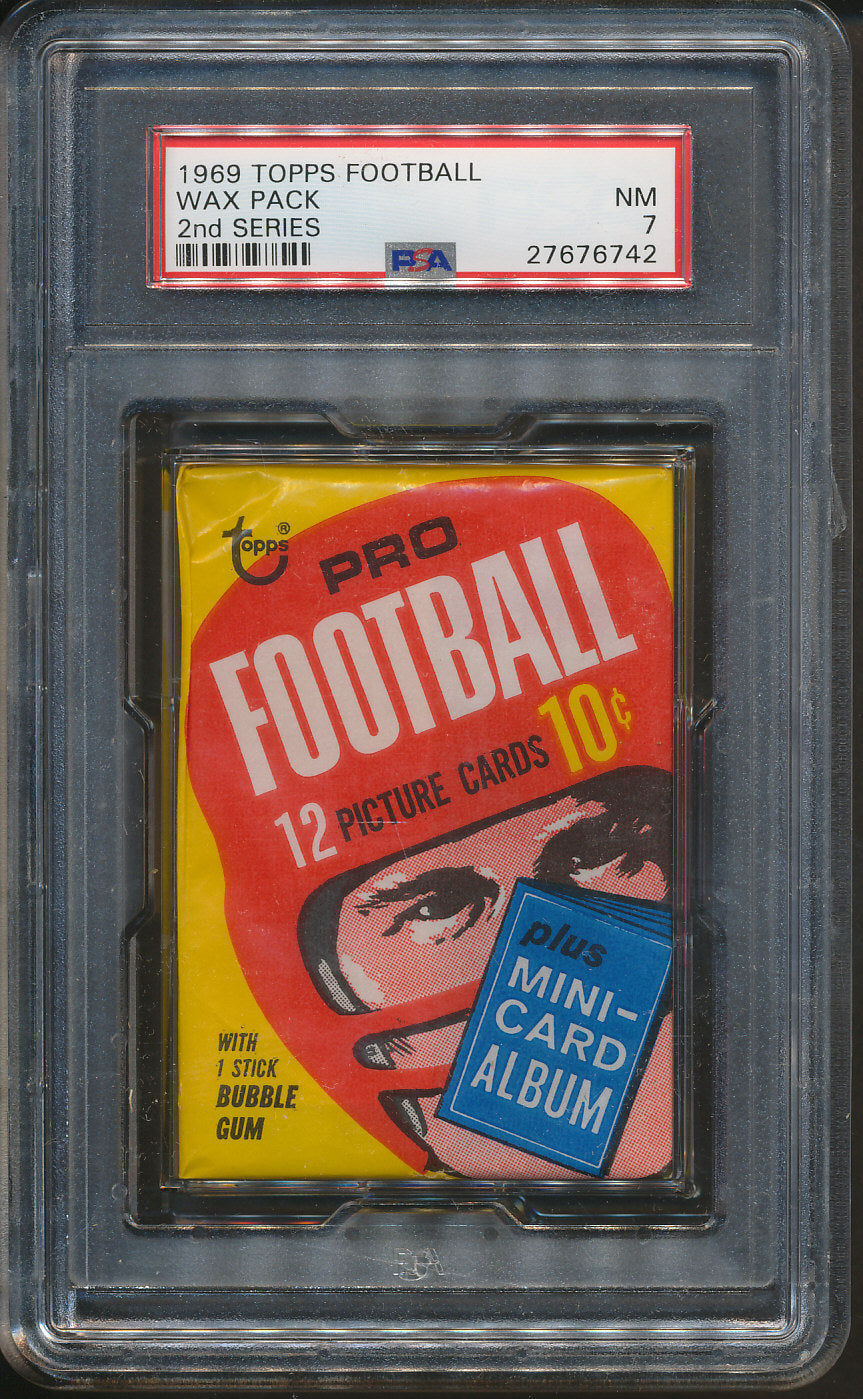 1969 TOPPS FOOTBALL
WAX PACK
NM
2nd SERIES
7
PSA
27676742
topps®
PRO
FOOTBALL
12 PICTURE CARDS 10¢
plus
MINI-
CARD
ALBUM
WITH
1 STICK
BUBBLE
GUM